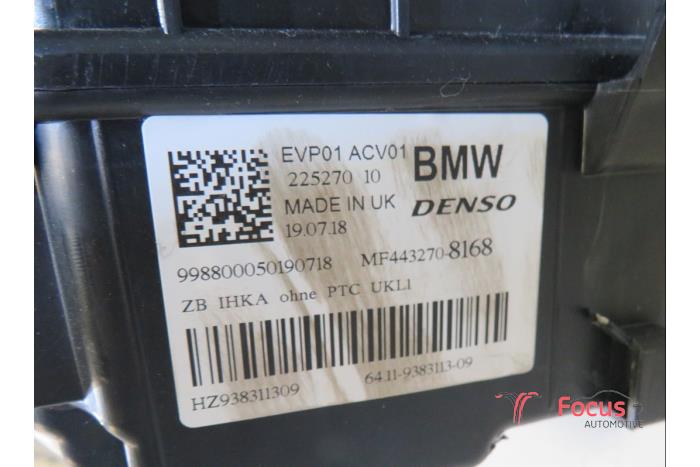 EVP01 ACV01 BMW
225270 10
MADE IN UK DENSO
19.07.18
998800050190718 MF443270-8168
ZB IHKA ohne PTC UKL1
HZ938311309 64.11-9383113-09
Focus
AUTOMOTIVE